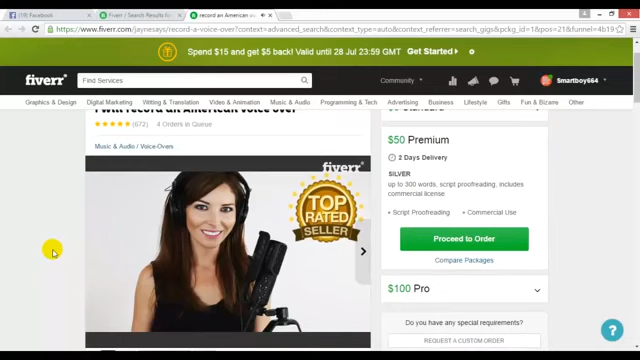 (19) Facebook
Fiverr / Search Results fo
record an American vo
https://www.fiverr.com/jaynesays/record-a-voice-over?context=advanced_search&context_type=auto&context_referrer=search_gigs&pckg_id=1&pos=21&funnel=4b19
Spend $15 and get $5 back! Valid until 28 Jul 23:59 GMT Get Started
fiverr
Find Services
Community
Smartboy664
Graphics & Design Digital Marketing Writing & Translation Video & Animation Music & Audio Programming & Tech Advertising Business Lifestyle Gifts Fun & Bizarre Other
I will record an American voice over
(672) 4 Orders in Queue
Music & Audio / Voice-Overs
fiverr
TOP
RATED
SELLER
$50 Premium
2 Days Delivery
SILVER
up to 300 words, script proofreading, includes
commercial license
• Script Proofreading • Commercial Use
Proceed to Order
Compare Packages
$100 Pro
Do you have any special requirements?
REQUEST A CUSTOM ORDER
?